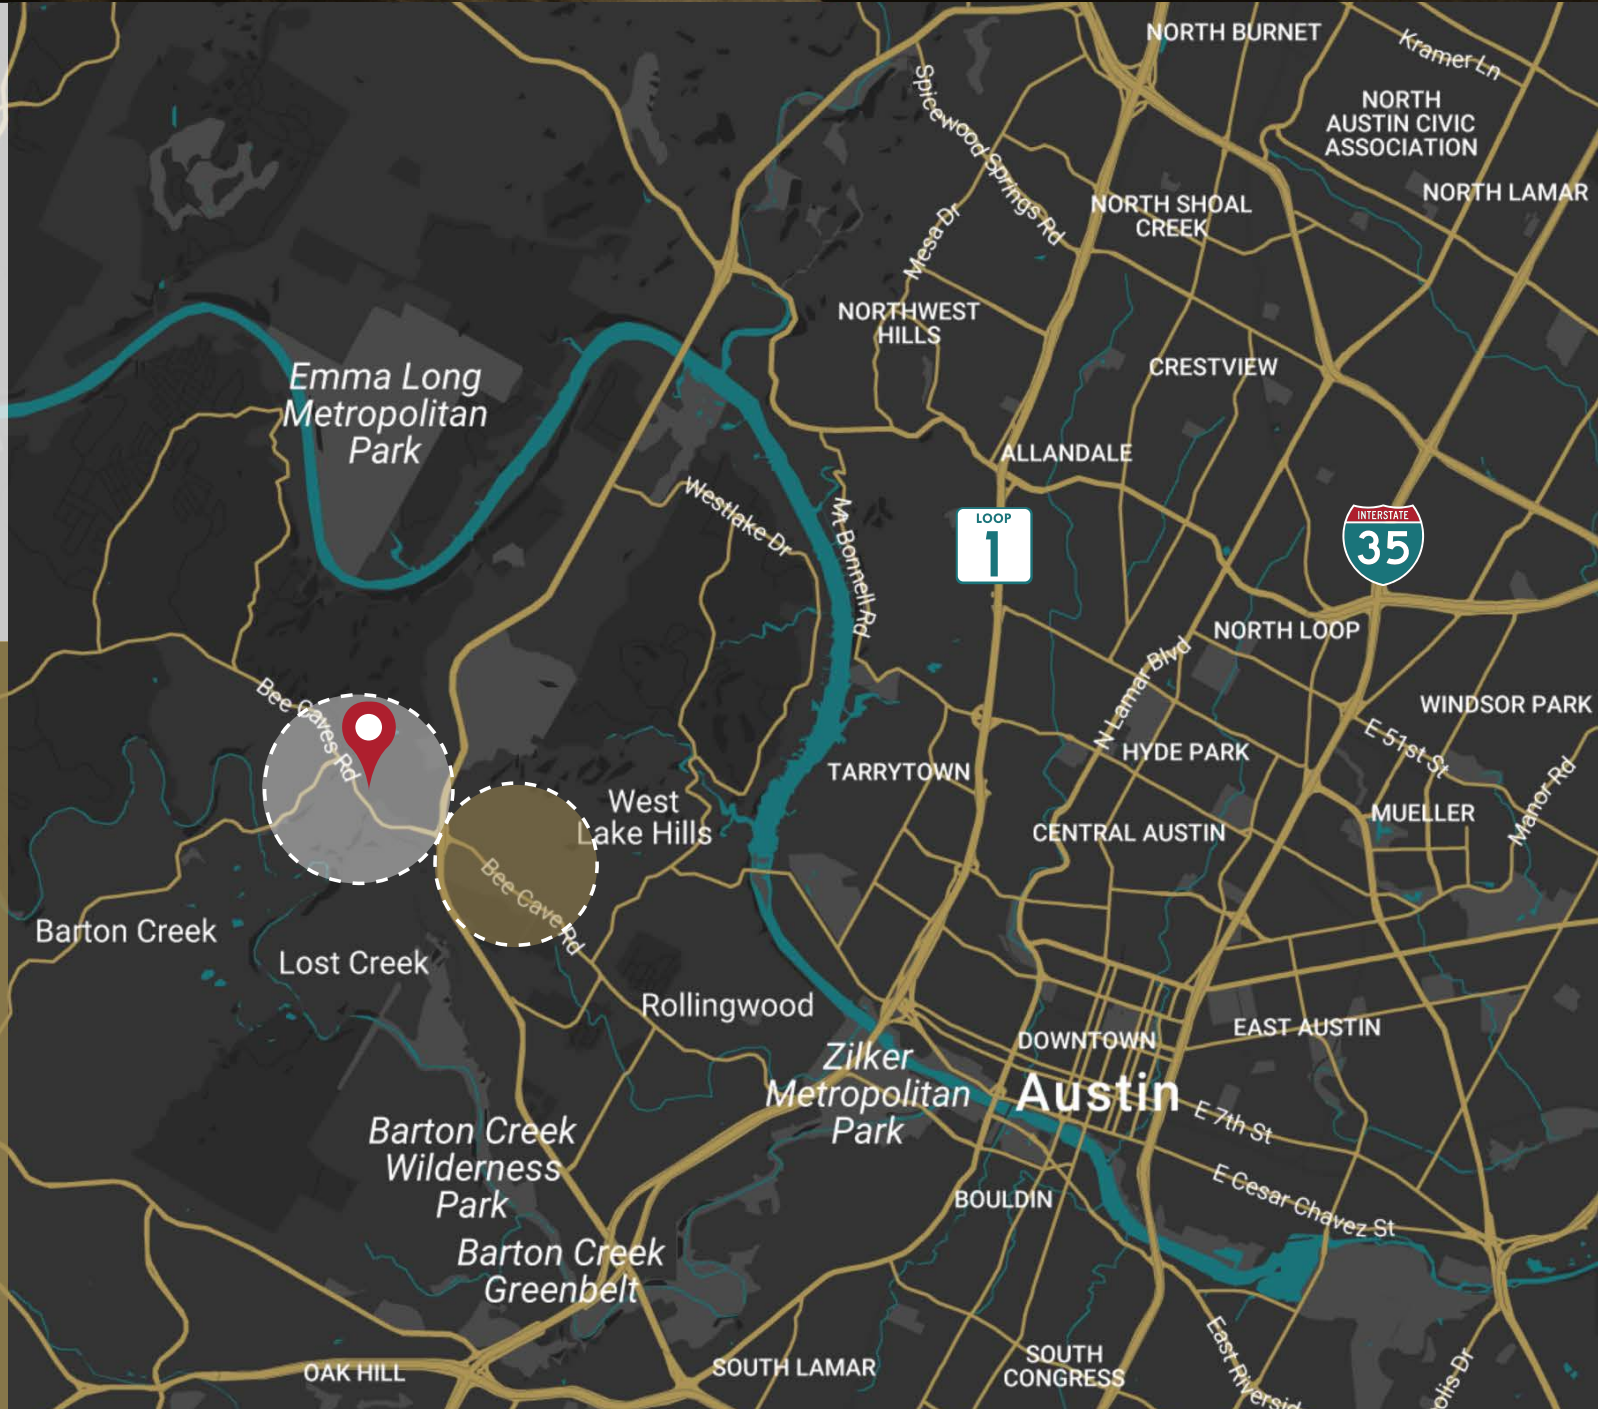 NORTH BURNET
Kramer Ln
Spicewood Springs Rd
NORTH
AUSTIN CIVIC
ASSOCIATION
NORTH LAMAR
NORTH SHOAL
CREEK
Mesa Dr
NORTHWEST
HILLS
CRESTVIEW
Emma Long
Metropolitan
Park
ALLANDALE
Westlake Dr
Mt Bonnell Rd
LOOP
1
INTERSTATE
35
NORTH LOOP
N Lamar Blvd
Bee Caves Rd
WINDSOR PARK
E 51st St
HYDE PARK
TARRYTOWN
Manor Rd
West
Lake Hills
MUELLER
CENTRAL AUSTIN
Bee Cave Rd
Barton Creek
Lost Creek
Rollingwood
EAST AUSTIN
DOWNTOWN
Zilker
Metropolitan
Park
Austin
E 7th St
Barton Creek
Wilderness
Park
E Cesar Chavez St
BOULDIN
Barton Creek
Greenbelt
OAK HILL
SOUTH LAMAR
SOUTH
CONGRESS
East Riversid
olis Dr